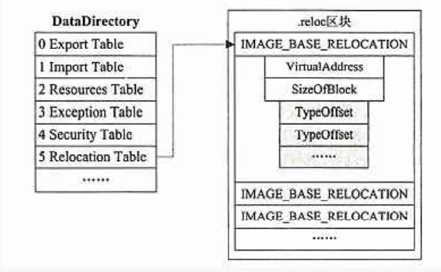 DataDirectory
0 Export Table
1 Import Table
2 Resources Table
3 Exception Table
4 Security Table
5 Relocation Table
……
.reloc区块
IMAGE_BASE_RELOCATION
VirtualAddress
SizeOfBlock
TypeOffset
TypeOffset
……
IMAGE_BASE_RELOCATION
IMAGE_BASE_RELOCATION
……